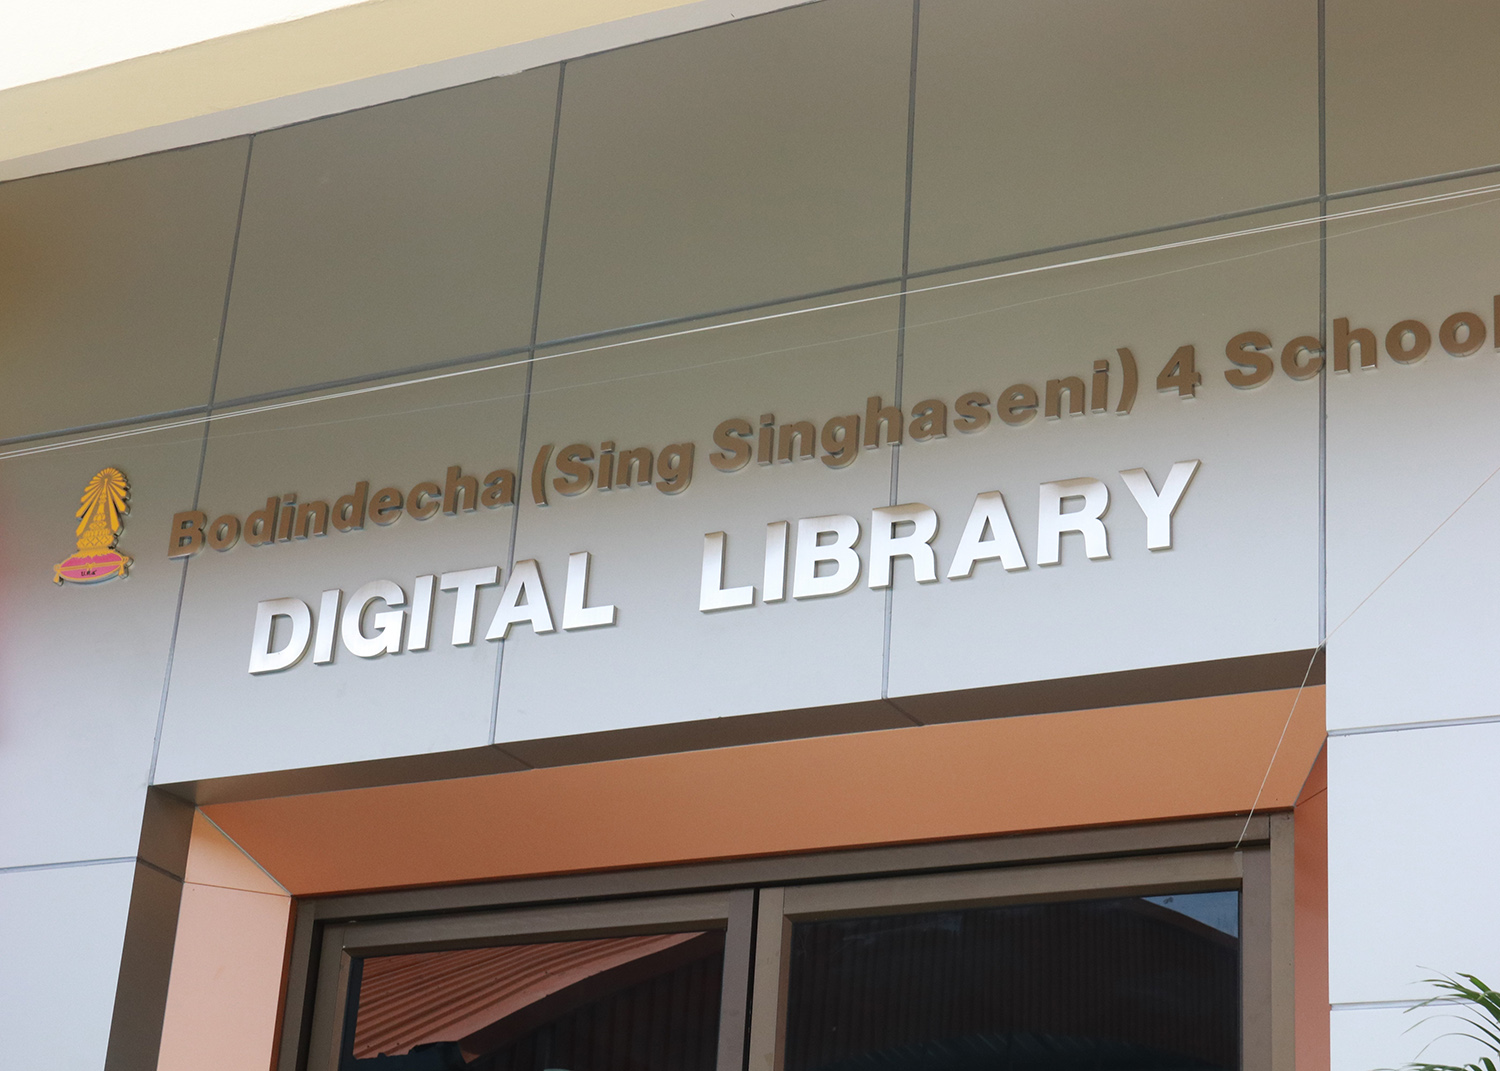 Bodindecha (Sing Singhaseni) 4 School
DIGITAL LIBRARY